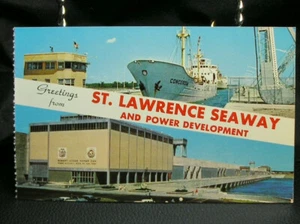 Greetings
from
ST. LAWRENCE SEAWAY
AND POWER DEVELOPMENT